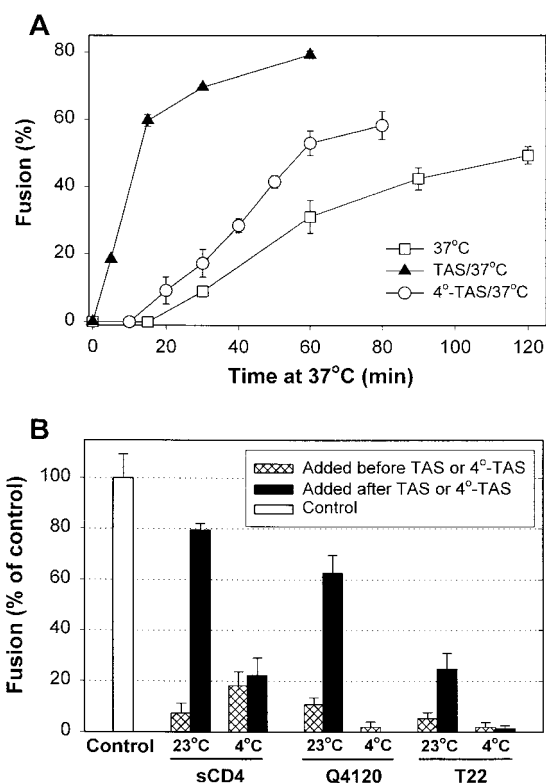 A
80
60
40
20
0
Fusion (%)
37°C
TAS/37°C
4°-TAS/37°C
0 20 40 60 80 100 120
Time at 37°C (min)
B
Added before TAS or 4°-TAS
Added after TAS or 4°-TAS
Control
100
80
60
40
20
0
Fusion (% of control)
Control 23°C 4°C 23°C 4°C 23°C 4°C
sCD4 Q4120 T22